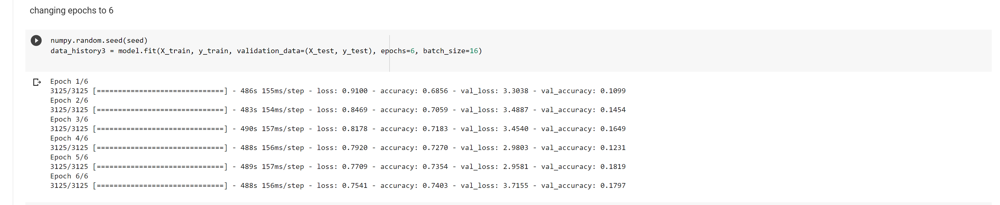 changing epochs to 6
numpy.random.seed(seed)
data_history3 = model.fit(X_train, y_train, validation_data=(X_test, y_test), epochs=6, batch_size=16)
Epoch 1/6
3125/3125 [==============================] - 486s 155ms/step - loss: 0.9100 - accuracy: 0.6856 - val_loss: 3.3038 - val_accuracy: 0.1099
Epoch 2/6
3125/3125 [==============================] - 483s 154ms/step - loss: 0.8469 - accuracy: 0.7059 - val_loss: 3.4887 - val_accuracy: 0.1454
Epoch 3/6
3125/3125 [==============================] - 490s 157ms/step - loss: 0.8178 - accuracy: 0.7183 - val_loss: 3.4540 - val_accuracy: 0.1649
Epoch 4/6
3125/3125 [==============================] - 488s 156ms/step - loss: 0.7920 - accuracy: 0.7270 - val_loss: 2.9803 - val_accuracy: 0.1231
Epoch 5/6
3125/3125 [==============================] - 489s 157ms/step - loss: 0.7709 - accuracy: 0.7354 - val_loss: 2.9581 - val_accuracy: 0.1819
Epoch 6/6
3125/3125 [==============================] - 488s 156ms/step - loss: 0.7541 - accuracy: 0.7403 - val_loss: 3.7155 - val_accuracy: 0.1797